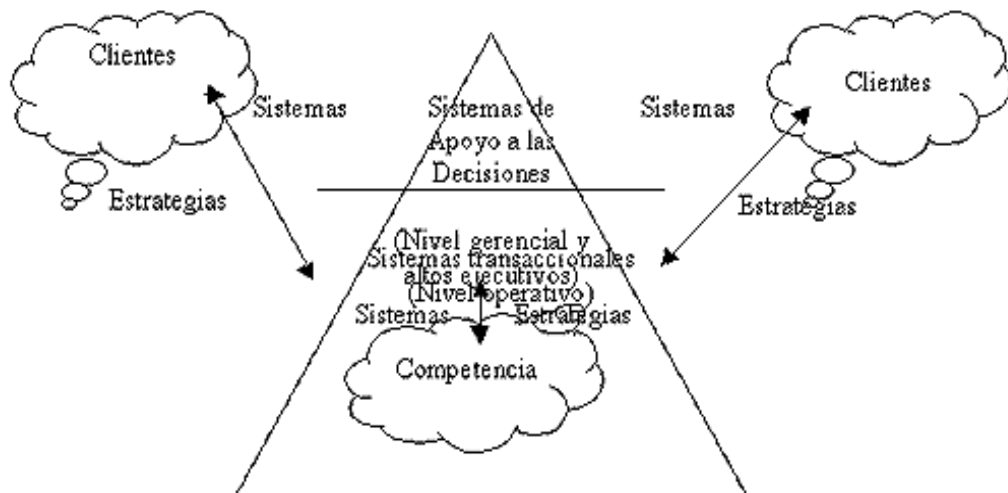 Clientes
Clientes
Sistemas
Sistemas de
Sistemas
Apoyo a las
Decisiones
Estrategias
Estrategias
(Nivel gerencial y
Sistemas transaccionales
altos ejecutivos)
(Nivel operativo)
Sistemas
Estrategias
Competencia